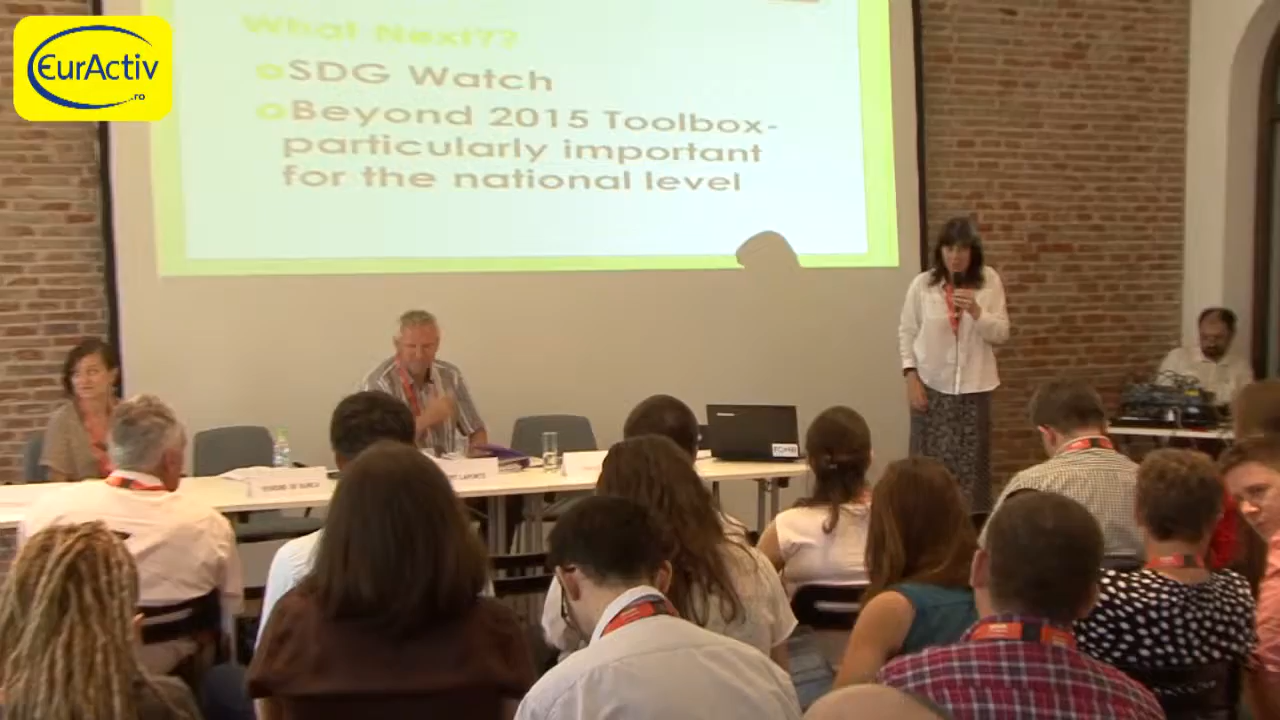 EurActiv
.ro
What Next??
SDG Watch
Beyond 2015 Toolbox-
particularly important
for the national level